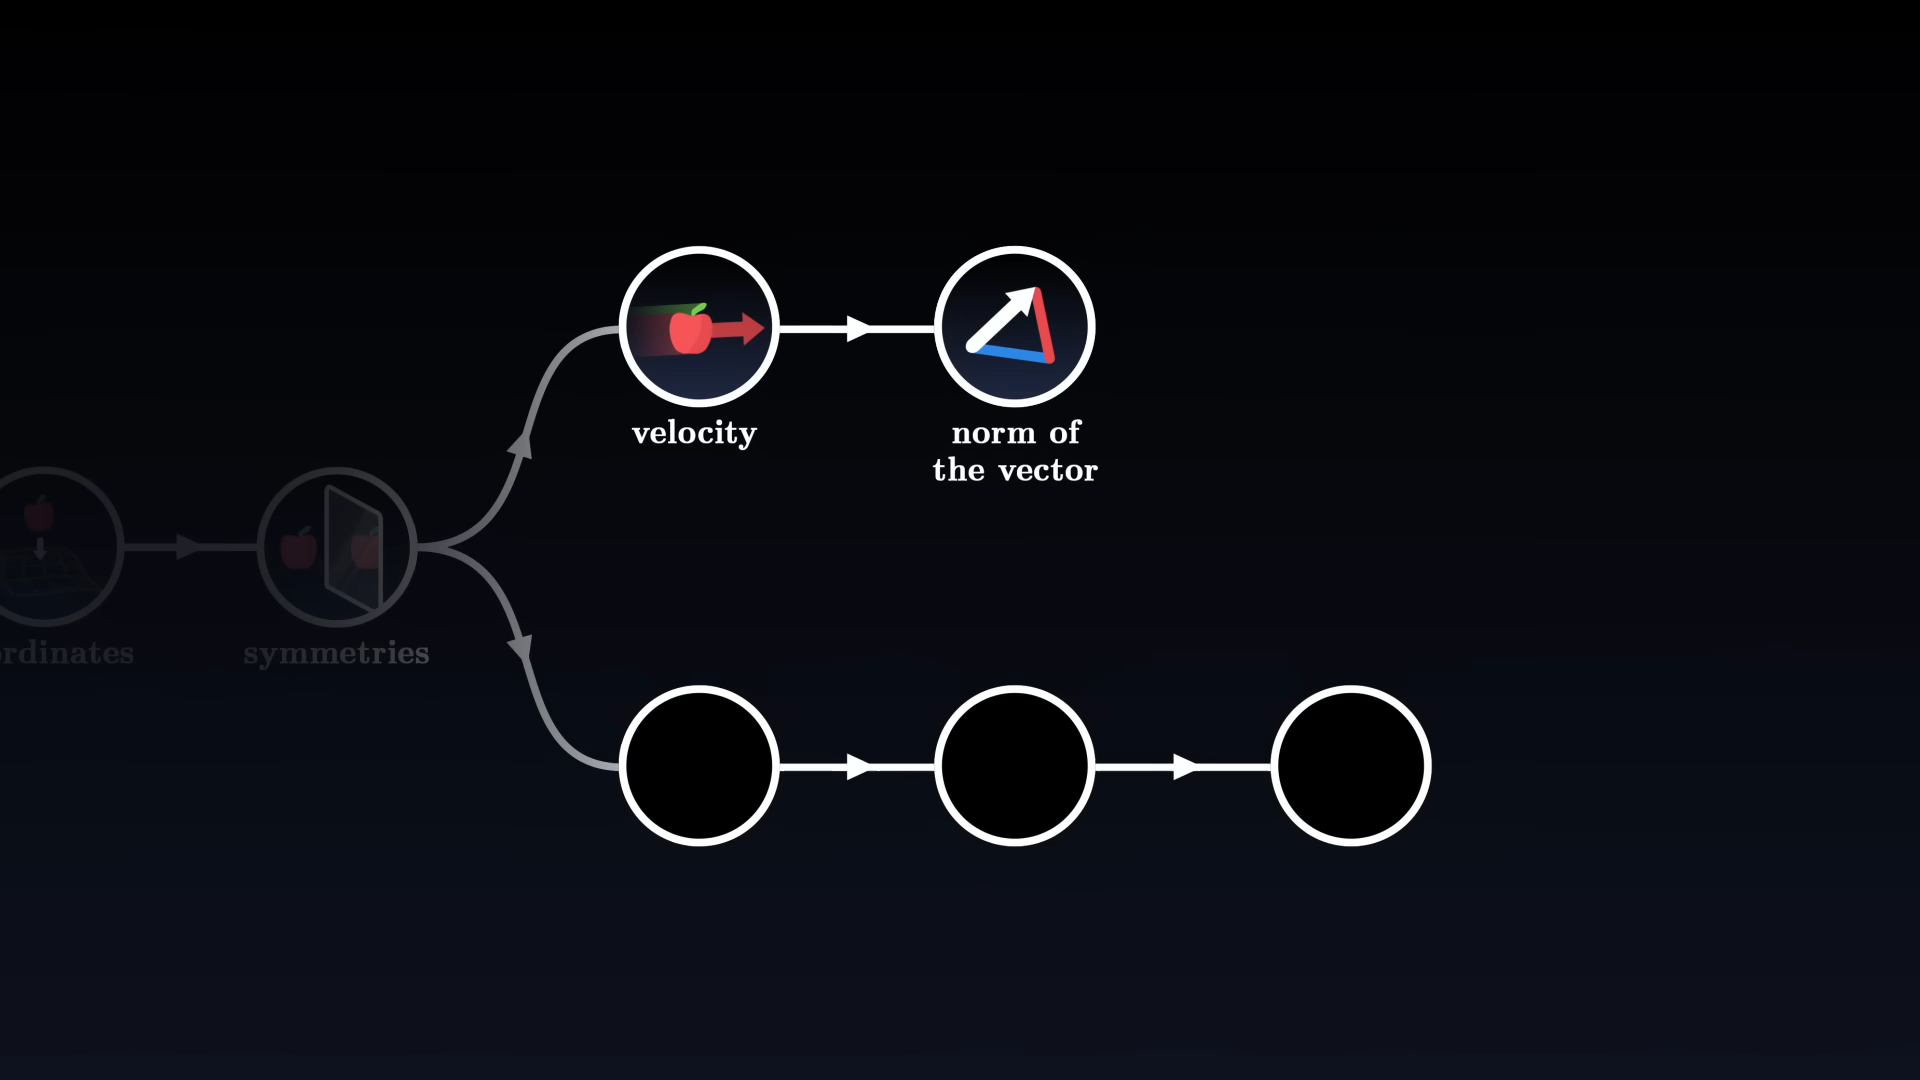 velocity
norm of
the vector
rdinates
symmetries